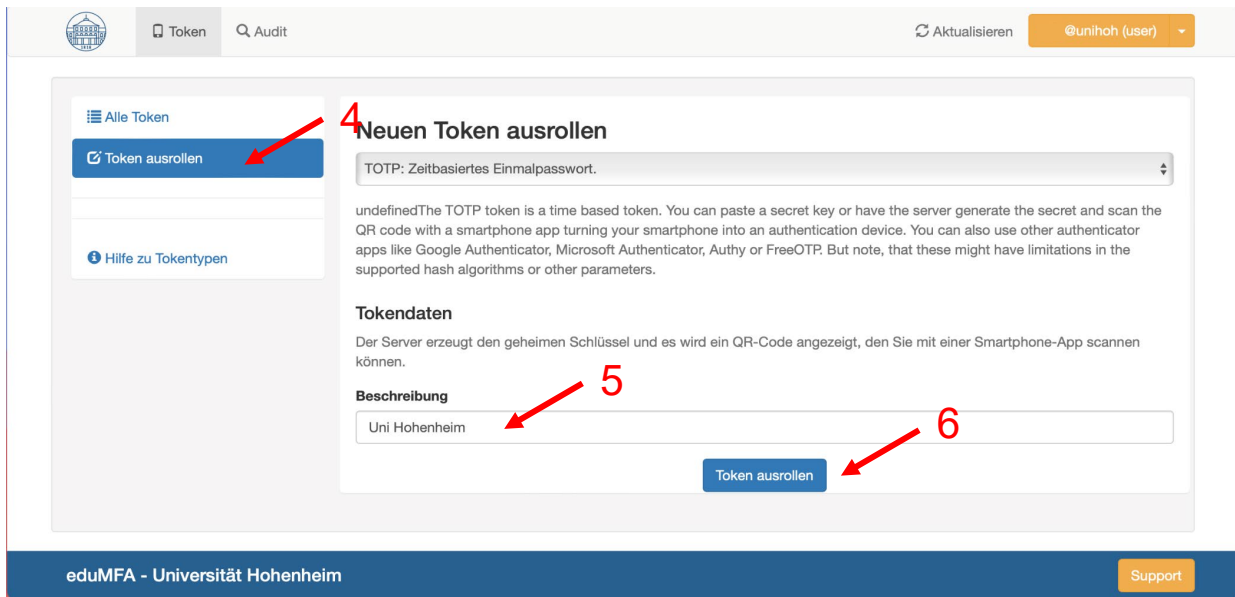 Token
Audit
Aktualisieren
@unihoh (user)
Alle Token
Token ausrollen
Hilfe zu Tokentypen
4
Neuen Token ausrollen
TOTP: Zeitbasiertes Einmalpasswort.
undefinedThe TOTP token is a time based token. You can paste a secret key or have the server generate the secret and scan the
QR code with a smartphone app turning your smartphone into an authentication device. You can also use other authenticator
apps like Google Authenticator, Microsoft Authenticator, Authy or FreeOTP. But note, that these might have limitations in the
supported hash algorithms or other parameters.
Tokendaten
Der Server erzeugt den geheimen Schlüssel und es wird ein QR-Code angezeigt, den Sie mit einer Smartphone-App scannen
können.
Beschreibung
5
Uni Hohenheim
6
Token ausrollen
eduMFA - Universität Hohenheim
Support